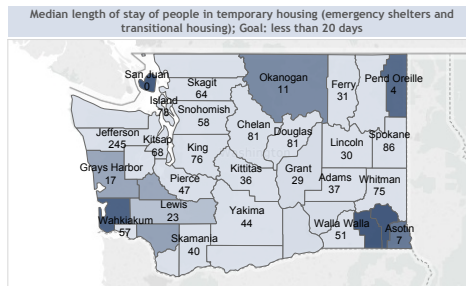 Median length of stay of people in temporary housing (emergency shelters and
transitional housing); Goal: less than 20 days
San Juan
0
Skagit
64
Okanogan
11
Ferry
31
Pend Oreille
4
Island
78
Snohomish
58
Chelan
81
Douglas
81
Jefferson
245
Kitsap
68
King
76
Lincoln
30
Spokane
86
Grays Harbor
17
Pierce
47
Kittitas
36
Grant
29
Adams
37
Whitman
75
Lewis
23
Yakima
44
Wahkiakum
57
Skamania
40
Walla Walla
51
Asotin
7